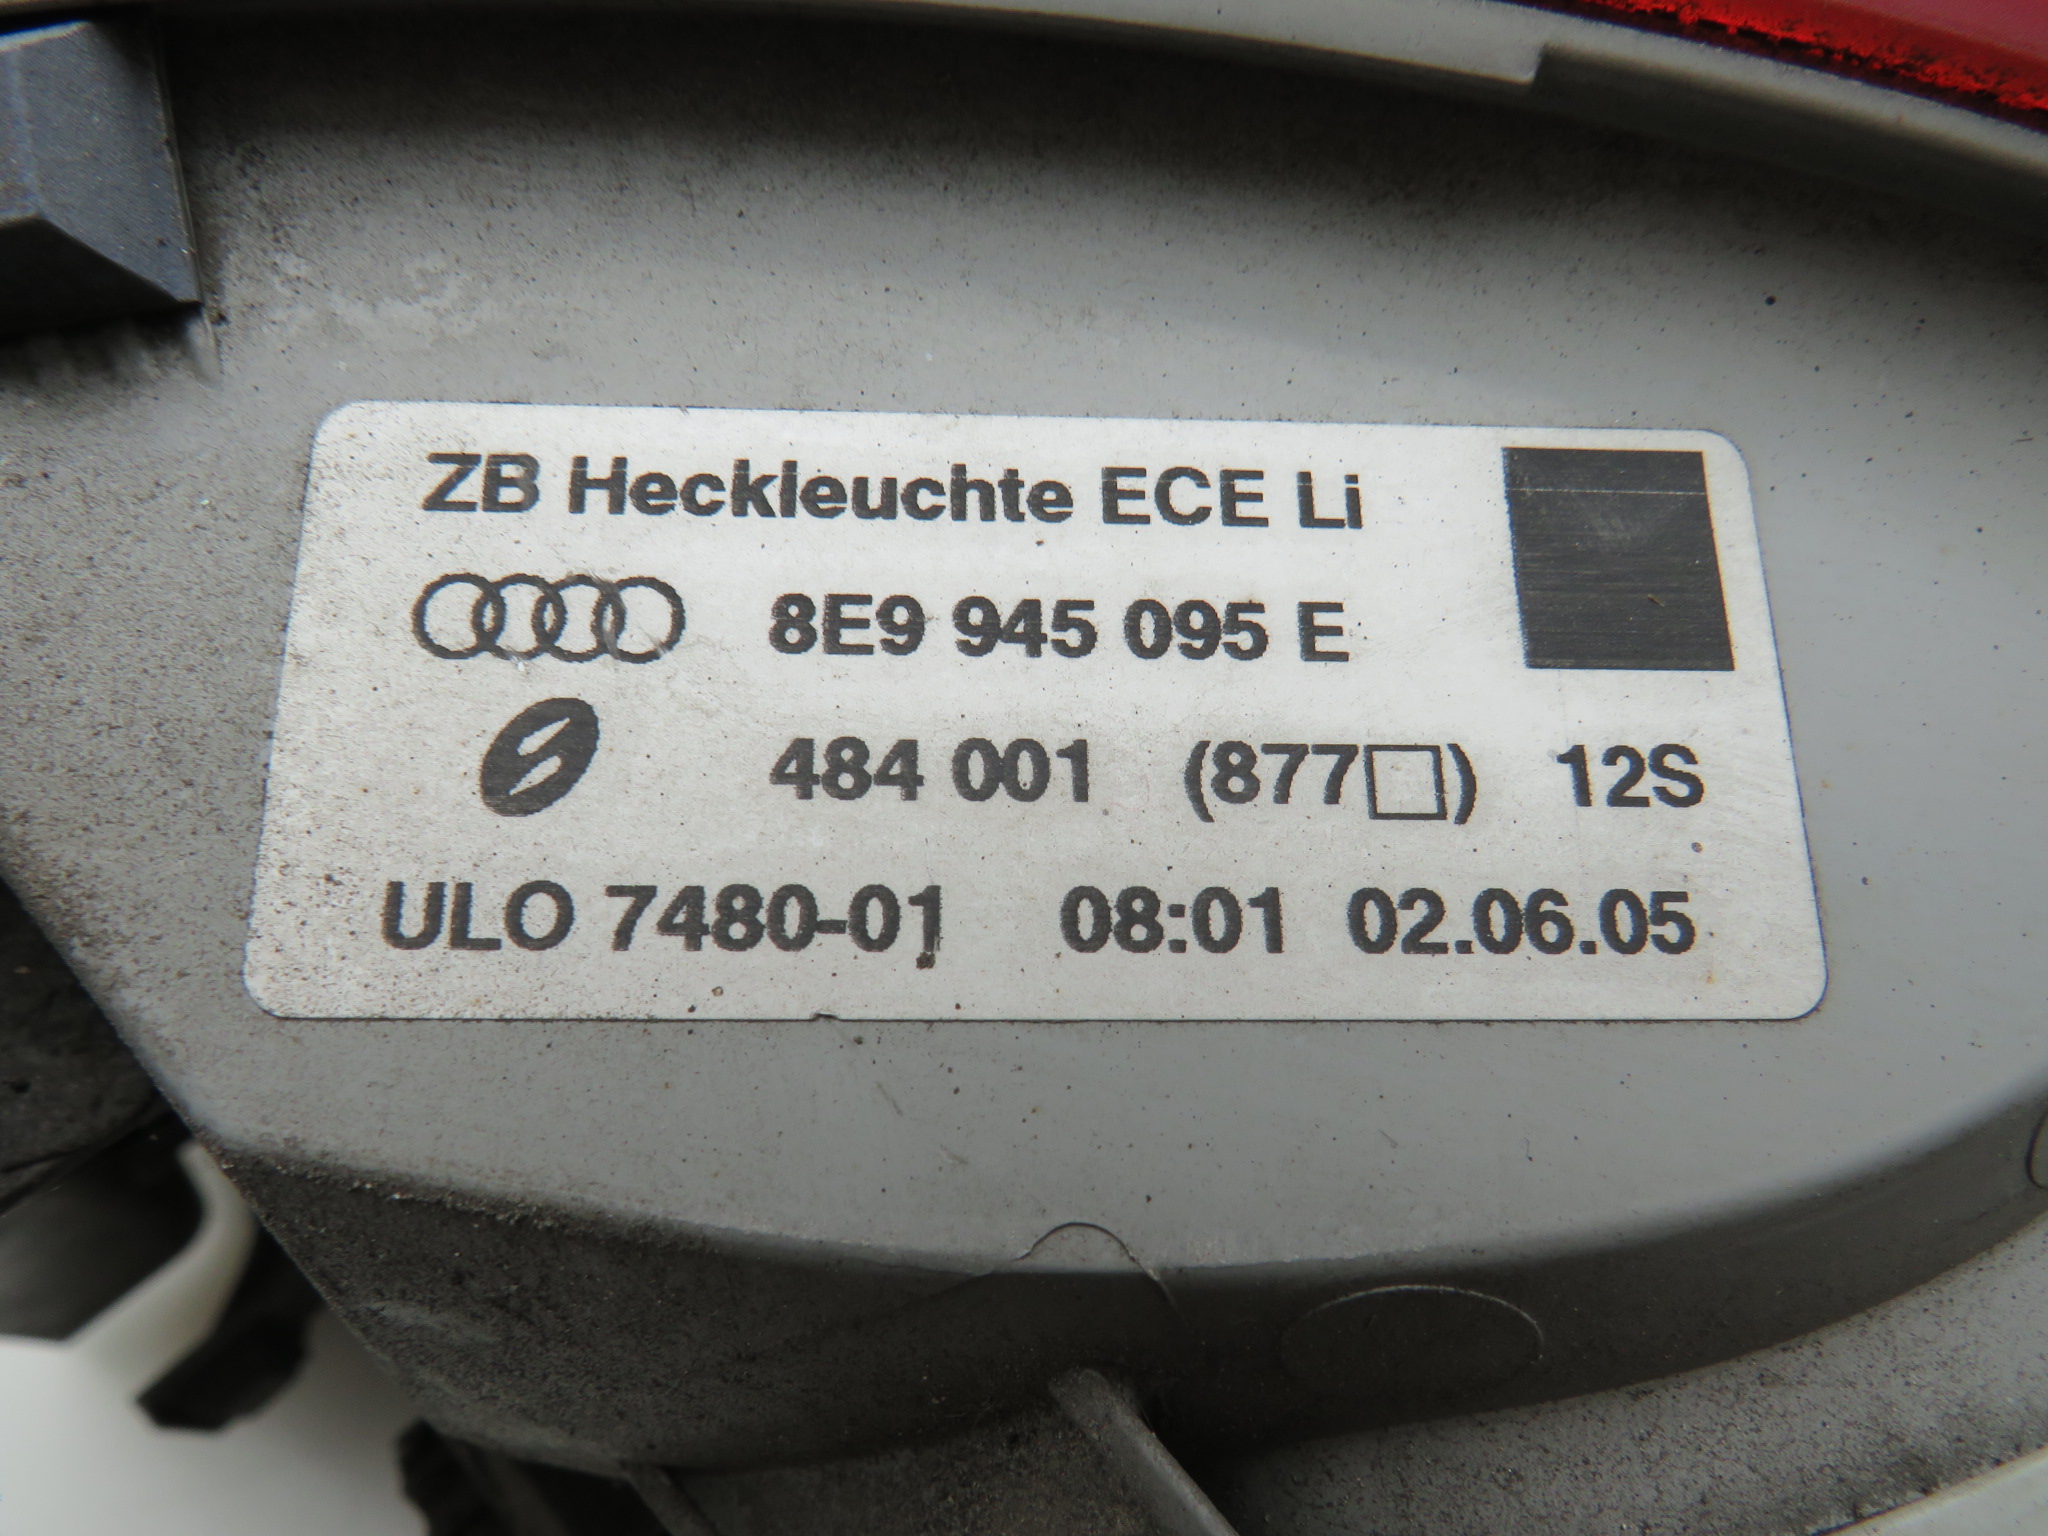 ZB Heckleuchte ECE Li
8E9 945 095 E
484 001 (877□) 12S
ULO 7480-01 08:01 02.06.05